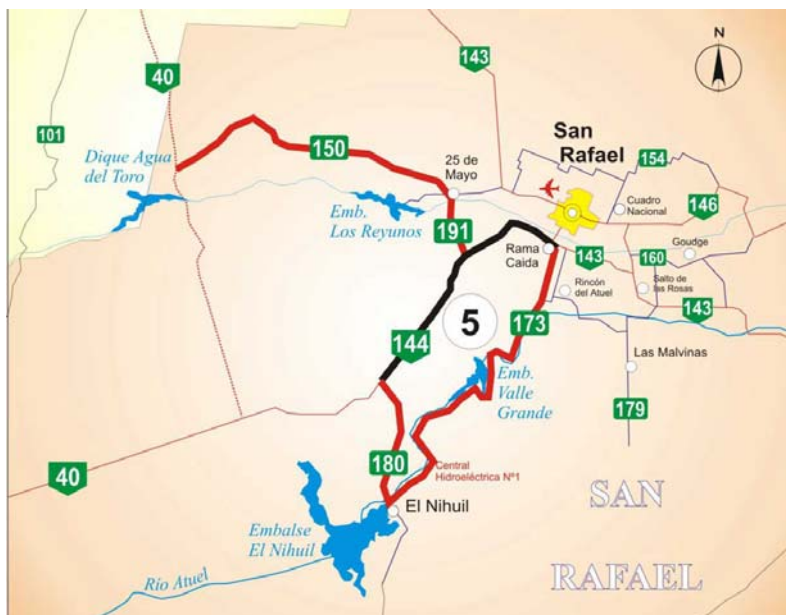 N
143
40
101
San
Rafael
154
150
25 de
Mayo
Dique Agua
del Toro
Cuadro
Nacional
146
Emb.
Los Reyunos
191
Rama
Caida
143
160
Goudge
Rincón
del Atuel
Salto de
las Rosas
143
5
173
144
Emb.
Valle
Grande
Las Malvinas
179
40
180
Central
Hidroeléctrica Nº1
El Nihuil
SAN
RAFAEL
Embalse
El Nihuil
Río Atuel